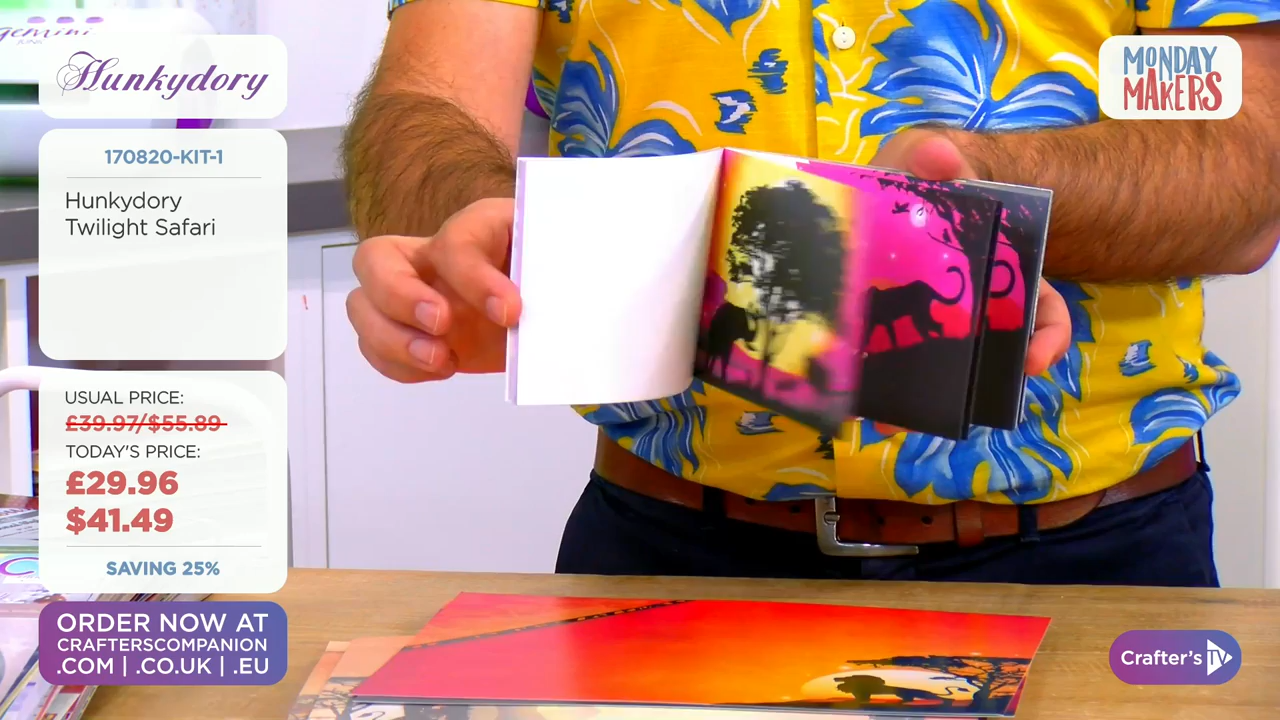 gemini
Hunkydory
170820-KIT-1
Hunkydory
Twilight Safari
USUAL PRICE:
£39.97/$55.89
TODAY'S PRICE:
£29.96
$41.49
SAVING 25%
ORDER NOW AT
CRAFTERSCOMPANION
.COM | .CO.UK | .EU
MONDAY
MAKERS
Crafter's TV